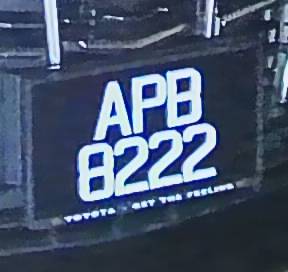 APB
8222
TOYOTA - GET THE FEELING